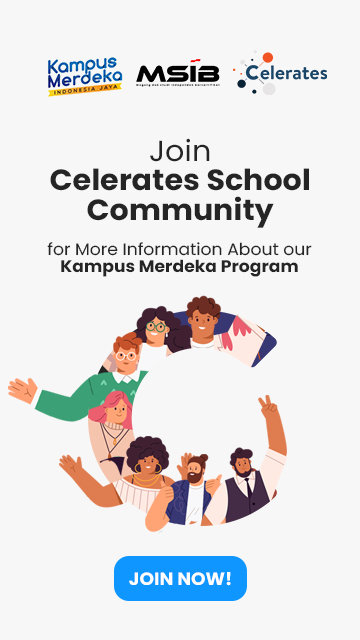 Kampus
Merdeka
INDONESIA JAYA
MSIB
Celerates
Join
Celerates School
Community
for More Information About our
Kampus Merdeka Program
JOIN NOW!